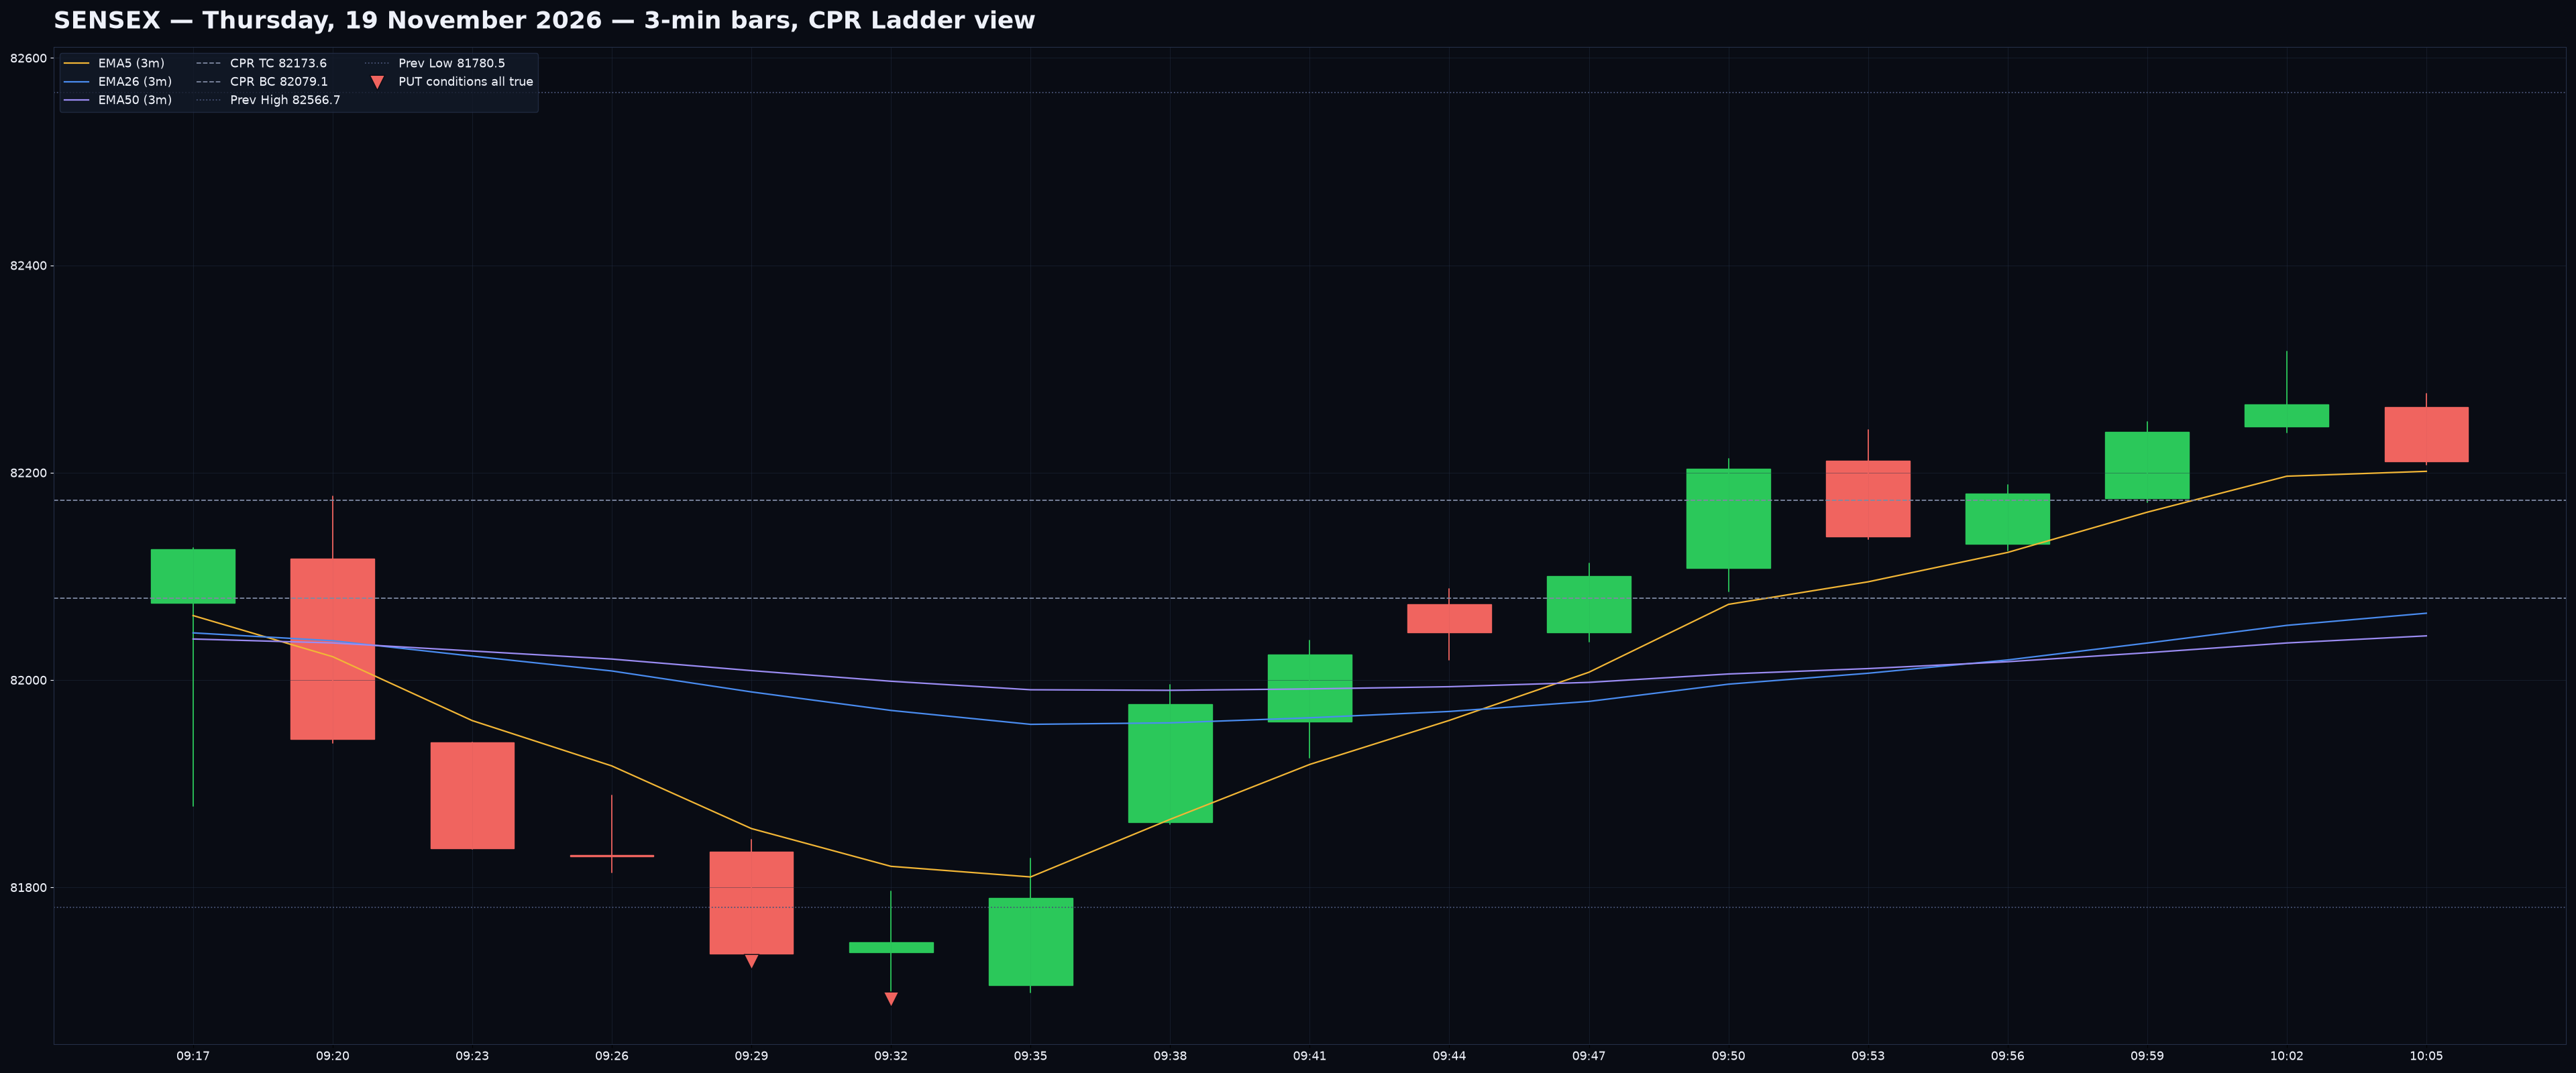 SENSEX — Thursday, 19 November 2026 — 3-min bars, CPR Ladder view
EMA5 (3m)
EMA26 (3m)
EMA50 (3m)
CPR TC 82173.6
CPR BC 82079.1
Prev High 82566.7
Prev Low 81780.5
PUT conditions all true
82600
82400
82200
82000
81800
09:17 09:20 09:23 09:26 09:29 09:32 09:35 09:38 09:41 09:44 09:47 09:50 09:53 09:56 09:59 10:02 10:05